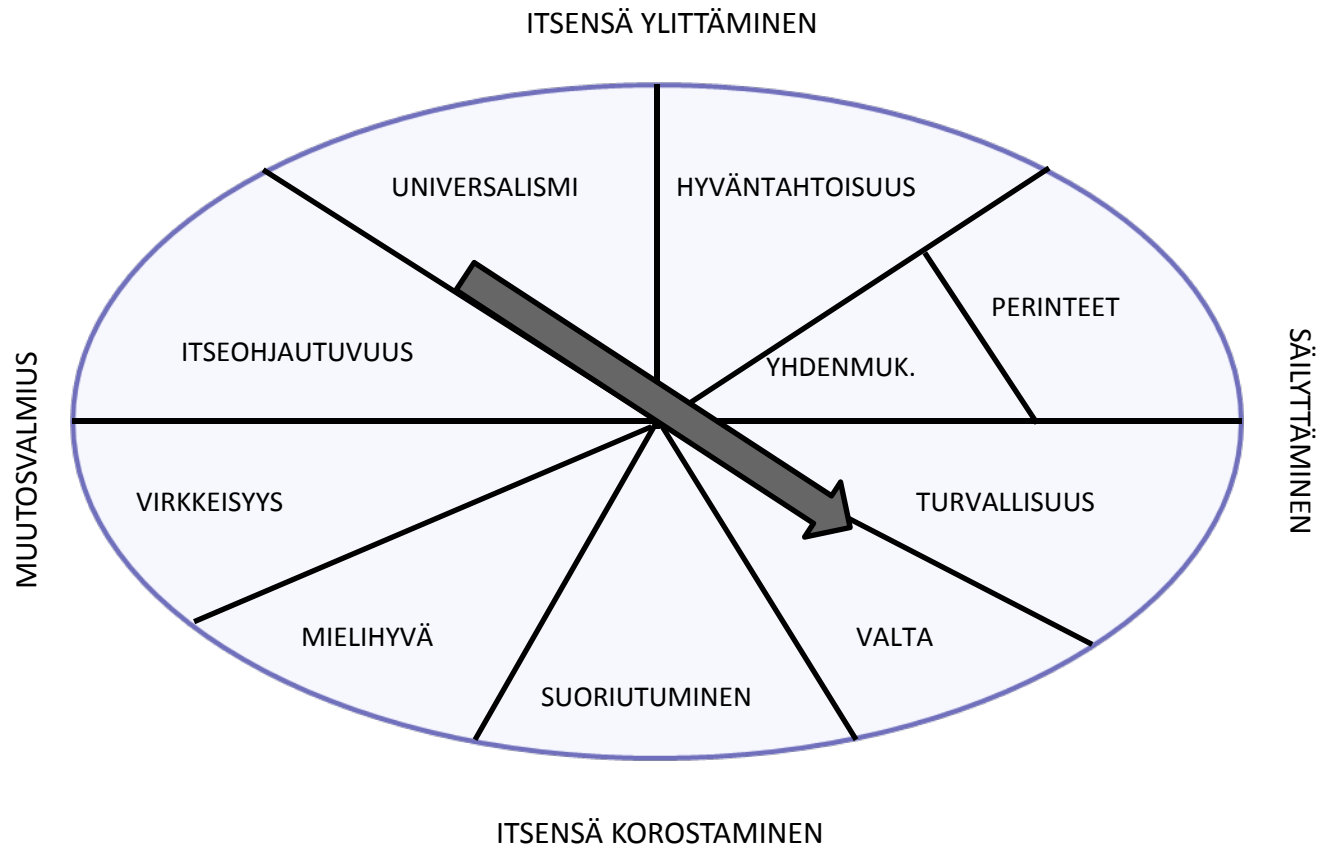 ITSENSÄ YLITTÄMINEN
UNIVERSALISMI
HYVÄNTAHTOISUUS
PERINTEET
ITSEOHJAUTUVUUS
YHDENMUK.
MUUTOSVALMIUS
SÄILYTTÄMINEN
VIRKKEISYYS
TURVALLISUUS
MIELIHYVÄ
VALTA
SUORIUTUMINEN
ITSENSÄ KOROSTAMINEN